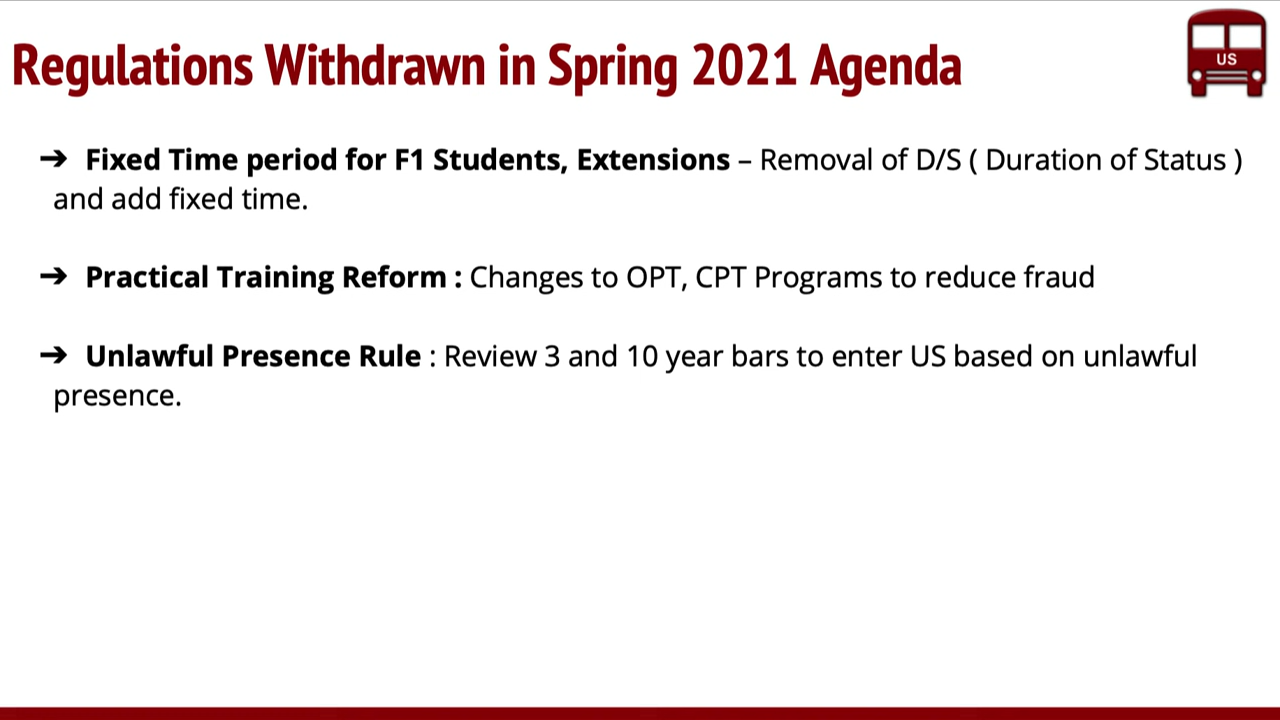 Regulations Withdrawn in Spring 2021 Agenda
US
➔ Fixed Time period for F1 Students, Extensions – Removal of D/S ( Duration of Status )
and add fixed time.
➔ Practical Training Reform : Changes to OPT, CPT Programs to reduce fraud
➔ Unlawful Presence Rule : Review 3 and 10 year bars to enter US based on unlawful
presence.